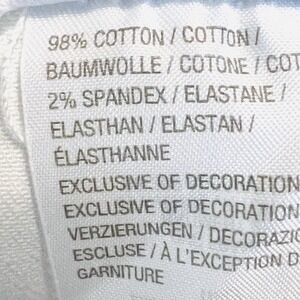 98% COTTON / COTTON /
BAUMWOLLE / COTONE / COT
2% SPANDEX / ELASTANE /
ELASTHAN / ELASTAN /
ÉLASTHANNE
EXCLUSIVE OF DECORATION
EXCLUSIVE OF DECORATION
VERZIERUNGEN / DECORAZIO
ESCLUSE / À L'EXCEPTION D
GARNITURE